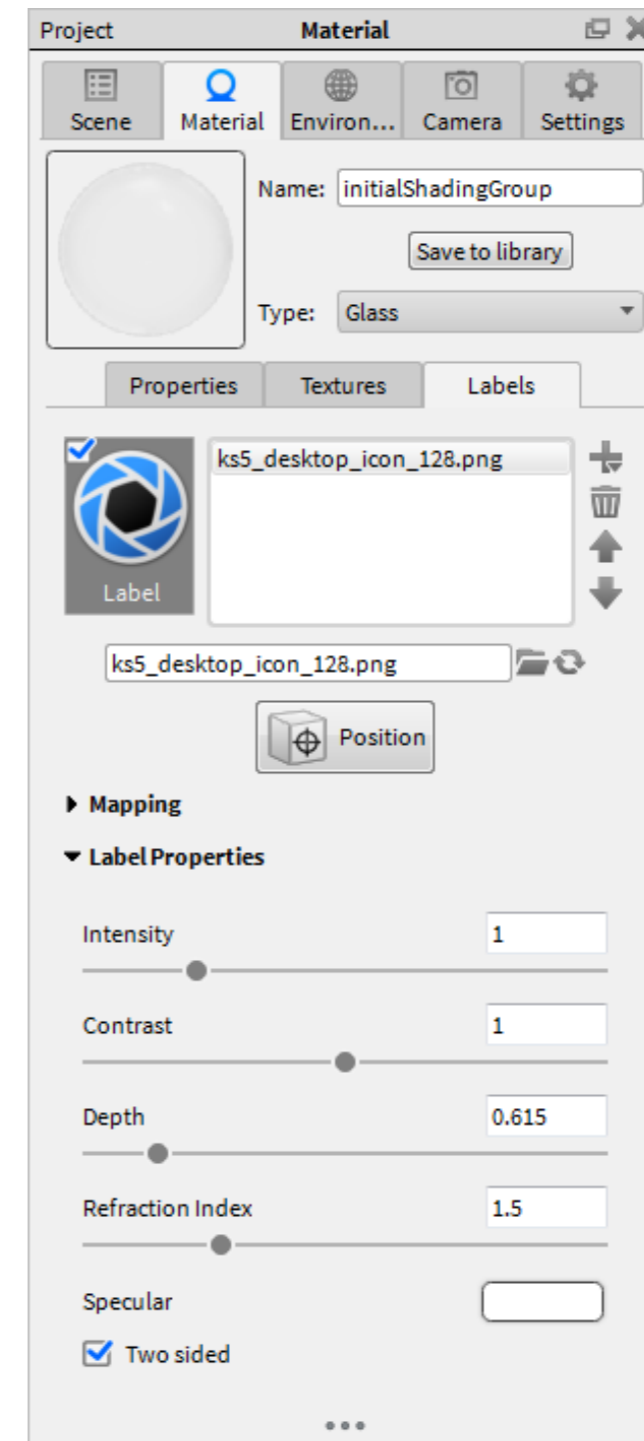 Project Material
Scene Material Environ... Camera Settings
Name: initialShadingGroup
Save to library
Type: Glass
Properties Textures Labels
ks5_desktop_icon_128.png
Label
ks5_desktop_icon_128.png
Position
Mapping
Label Properties
Intensity 1
Contrast 1
Depth 0.615
Refraction Index 1.5
Specular
Two sided